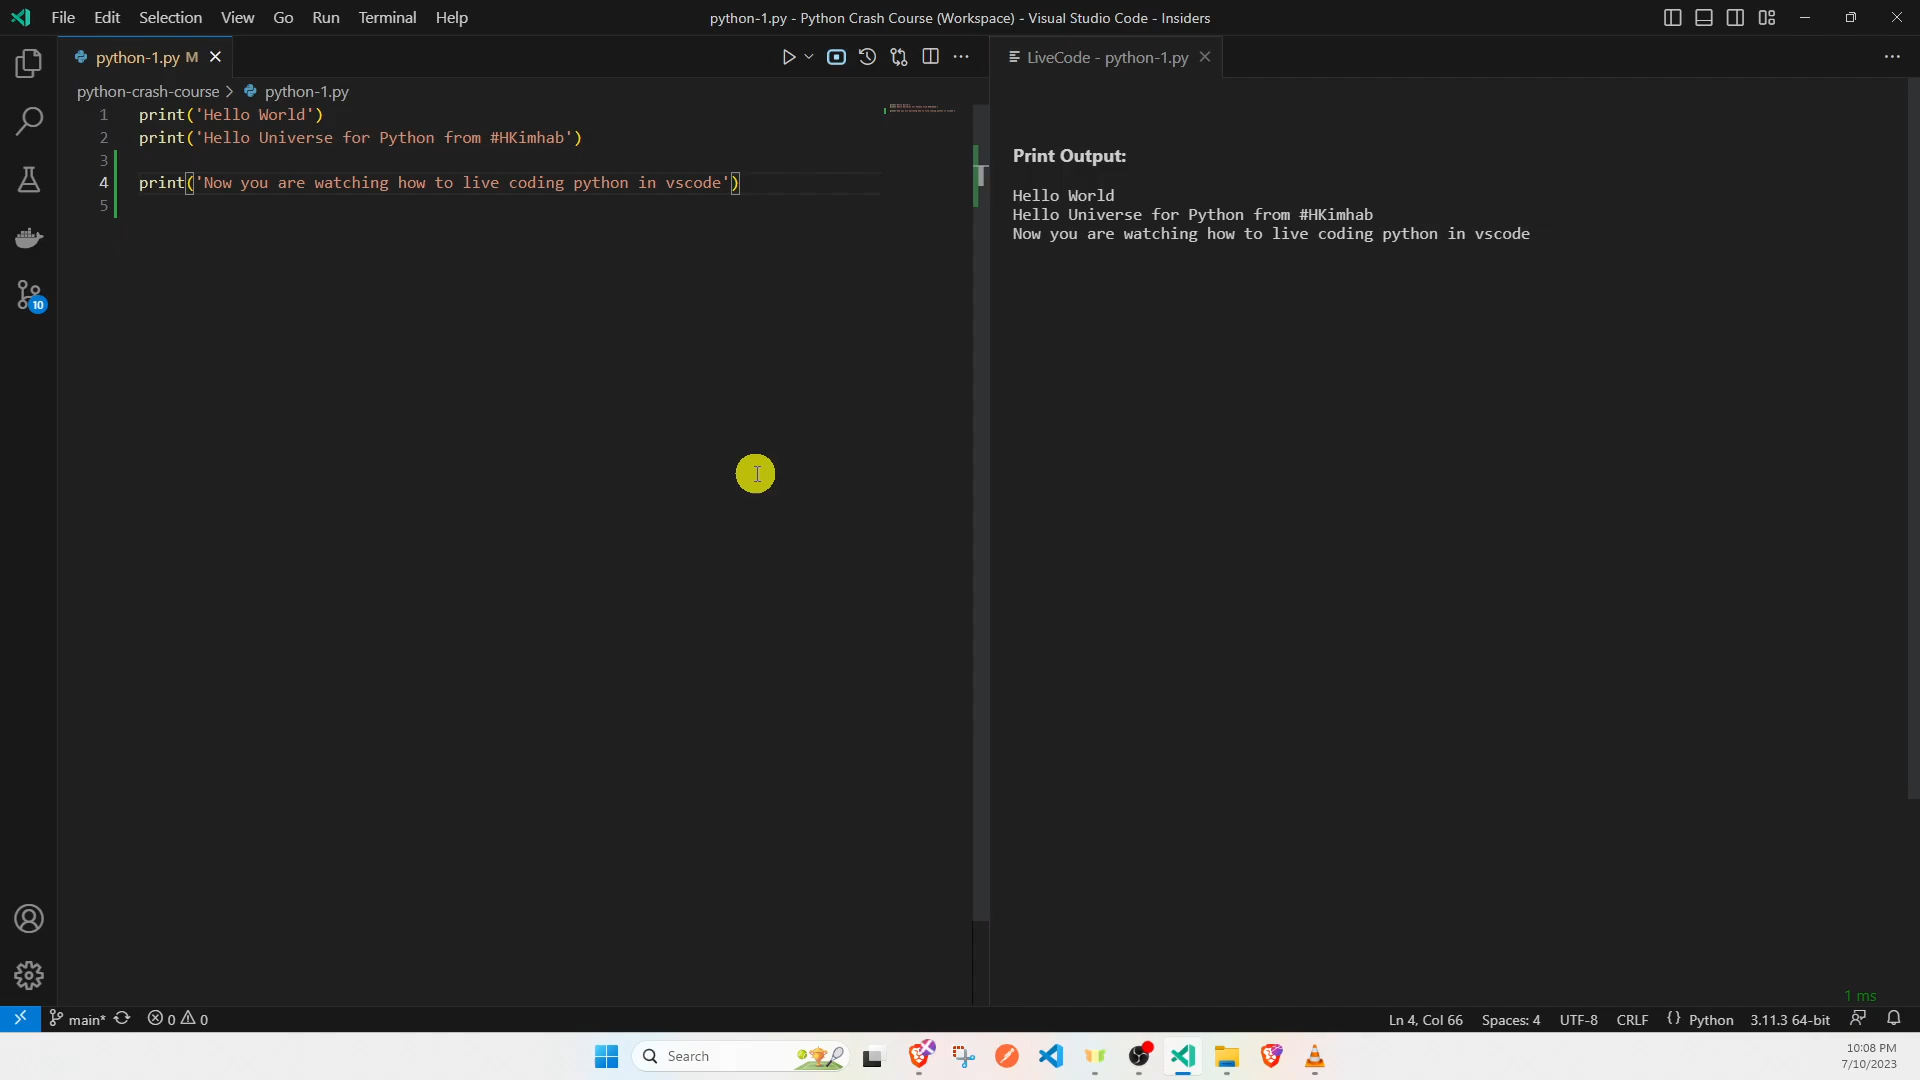 File Edit Selection View Go Run Terminal Help
python-1.py - Python Crash Course (Workspace) - Visual Studio Code - Insiders
python-1.py M
LiveCode - python-1.py
python-crash-course > python-1.py
1 print('Hello World')
2 print('Hello Universe for Python from #HKimhab')
3
4 print('Now you are watching how to live coding python in vscode')
5
Print Output:
Hello World
Hello Universe for Python from #HKimhab
Now you are watching how to live coding python in vscode
10
1 ms
main* 0 0
Ln 4, Col 66 Spaces: 4 UTF-8 CRLF {} Python 3.11.3 64-bit
Search
10:08 PM
7/10/2023